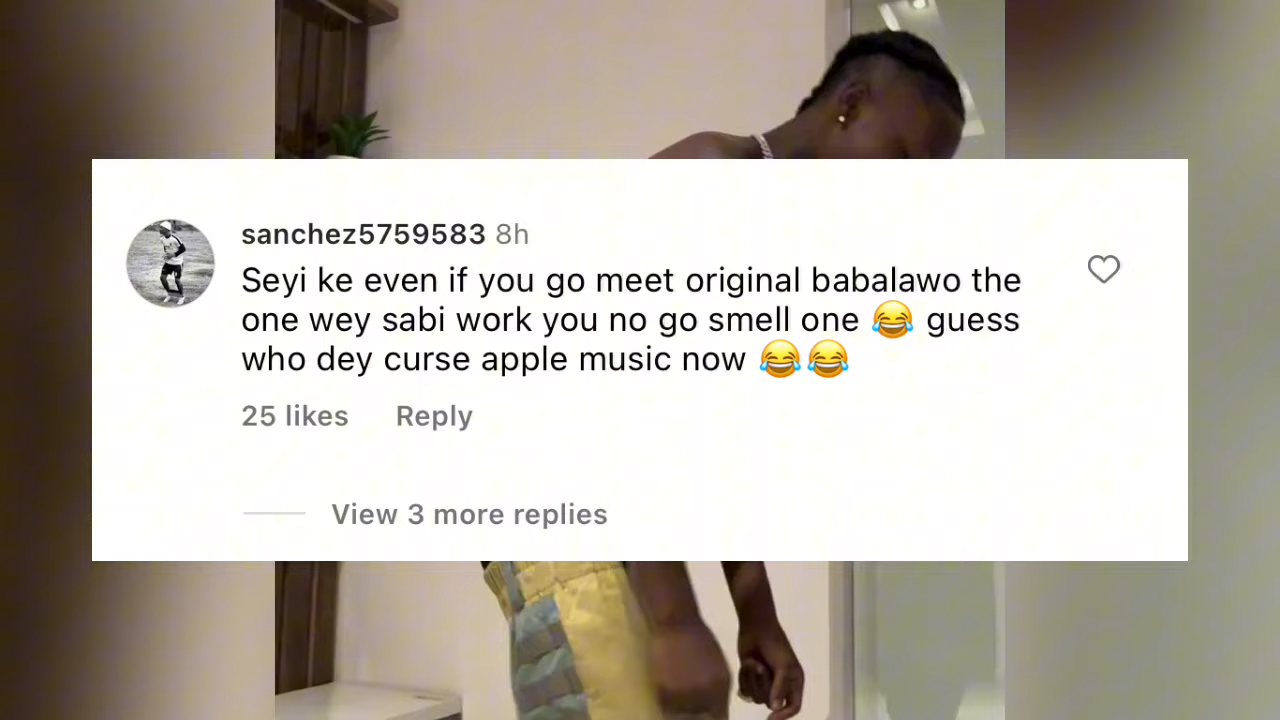 sanchez5759583 8h
Seyi ke even if you go meet original babalawo the
one wey sabi work you no go smell one 😂 guess
who dey curse apple music now 😂😂
25 likes Reply
View 3 more replies